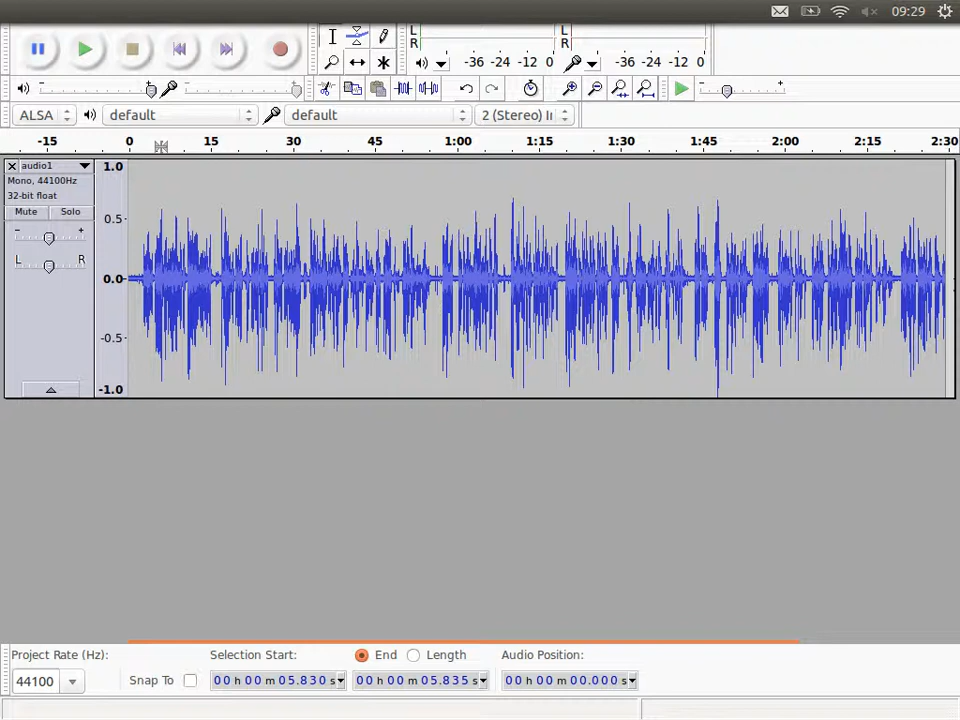 09:29
L
R
-36 -24 -12 0
L
R
-36 -24 -12 0
ALSA default default 2 (Stereo) Ir
-15 0 15 30 45 1:00 1:15 1:30 1:45 2:00 2:15 2:30
audio1
Mono, 44100Hz
32-bit float
Mute Solo
- +
L R
1.0
0.5
0.0
-0.5
-1.0
Project Rate (Hz): Selection Start: End Length Audio Position:
44100 Snap To 00 h 00 m 05.830 s 00 h 00 m 05.835 s 00 h 00 m 00.000 s